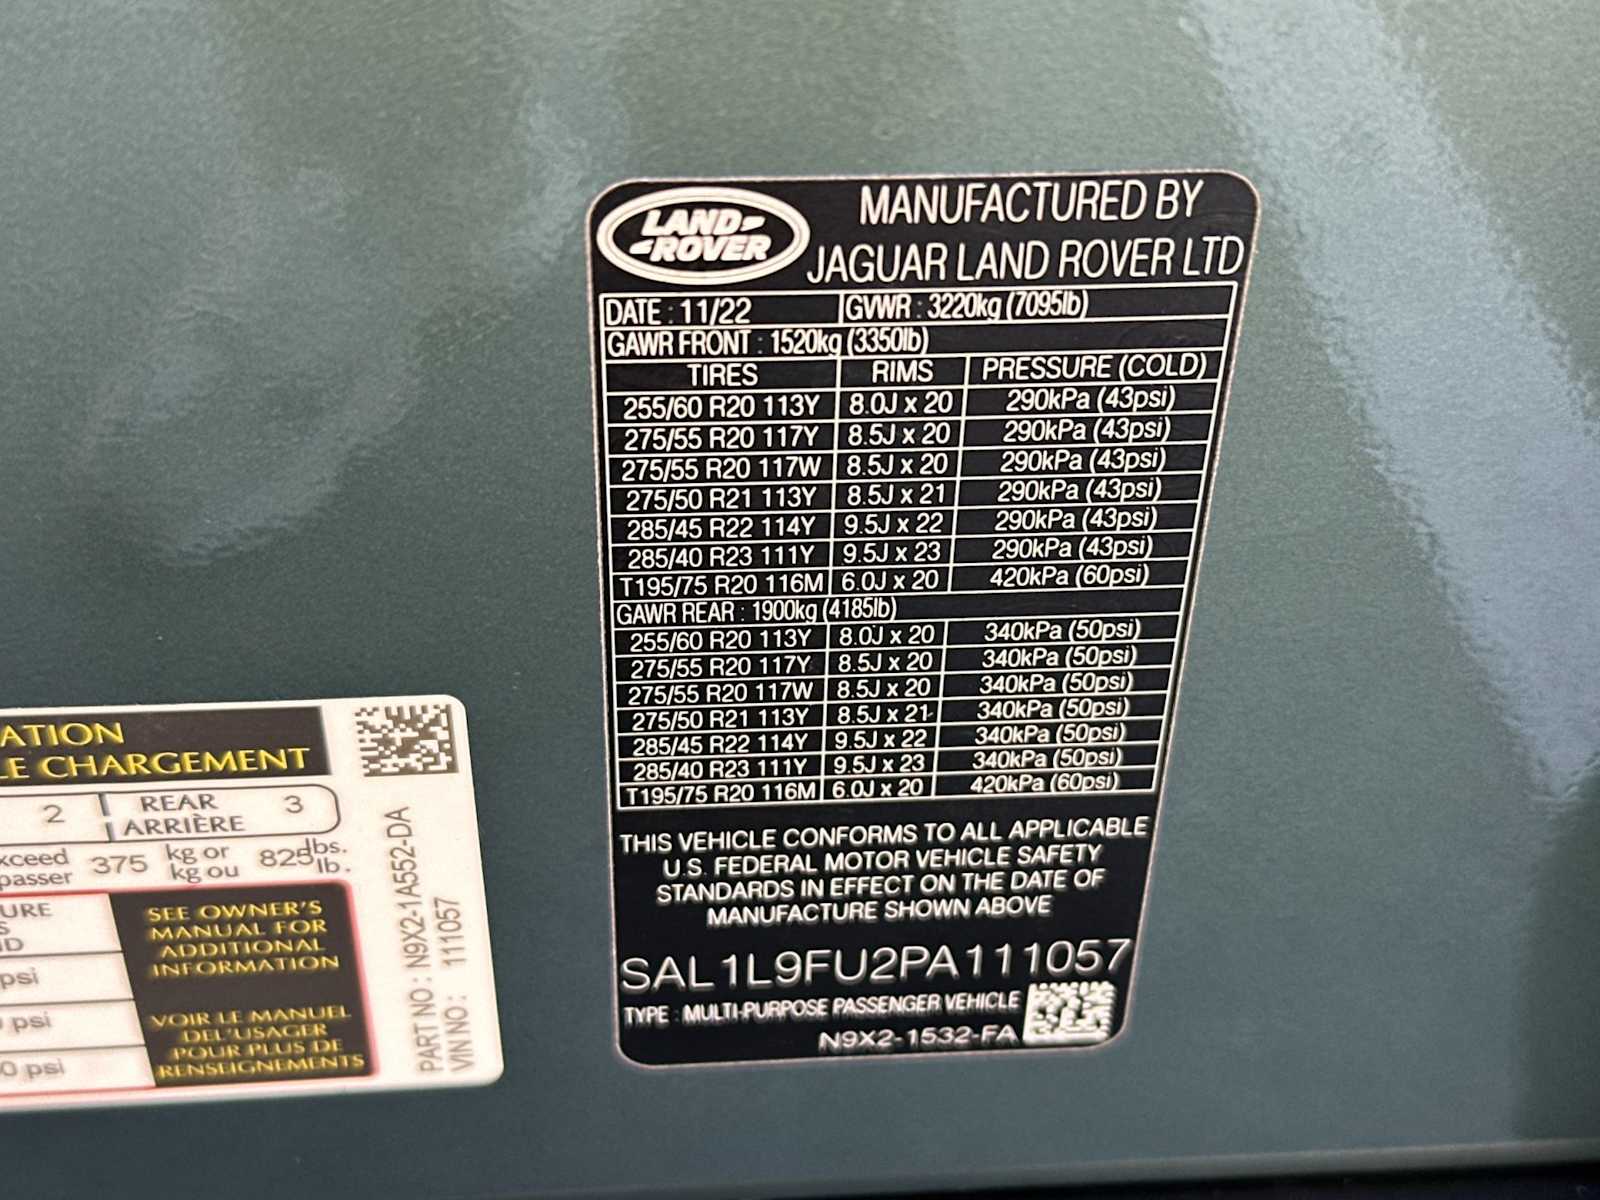 LAND-
-ROVER
MANUFACTURED BY
JAGUAR LAND ROVER LTD
DATE : 11/22 GVWR : 3220kg (7095lb)
GAWR FRONT : 1520kg (3350lb)
TIRES RIMS PRESSURE (COLD)
255/60 R20 113Y 8.0J x 20 290kPa (43psi)
275/55 R20 117Y 8.5J x 20 290kPa (43psi)
275/55 R20 117W 8.5J x 20 290kPa (43psi)
275/50 R21 113Y 8.5J x 21 290kPa (43psi)
285/45 R22 114Y 9.5J x 22 290kPa (43psi)
285/40 R23 111Y 9.5J x 23 290kPa (43psi)
T195/75 R20 116M 6.0J x 20 420kPa (60psi)
GAWR REAR : 1900kg (4185lb)
255/60 R20 113Y 8.0J x 20 340kPa (50psi)
275/55 R20 117Y 8.5J x 20 340kPa (50psi)
275/55 R20 117W 8.5J x 20 340kPa (50psi)
275/50 R21 113Y 8.5J x 21 340kPa (50psi)
285/45 R22 114Y 9.5J x 22 340kPa (50psi)
285/40 R23 111Y 9.5J x 23 340kPa (50psi)
T195/75 R20 116M 6.0J x 20 420kPa (60psi)
THIS VEHICLE CONFORMS TO ALL APPLICABLE
U.S. FEDERAL MOTOR VEHICLE SAFETY
STANDARDS IN EFFECT ON THE DATE OF
MANUFACTURE SHOWN ABOVE
SAL1L9FU2PA111057
TYPE : MULTI-PURPOSE PASSENGER VEHICLE
N9X2-1532-FA
ATION
LE CHARGEMENT
2 REAR 3
ARRIÈRE
xceed 375 kg or 825 lbs.
passer kg ou lb.
URE
S
ID
psi
psi
0 psi
SEE OWNER'S
MANUAL FOR
ADDITIONAL
INFORMATION
VOIR LE MANUEL
DEL'USAGER
POUR PLUS DE
RENSEIGNEMENTS
PART NO : N9X2-1A552-DA
VIN NO : 111057